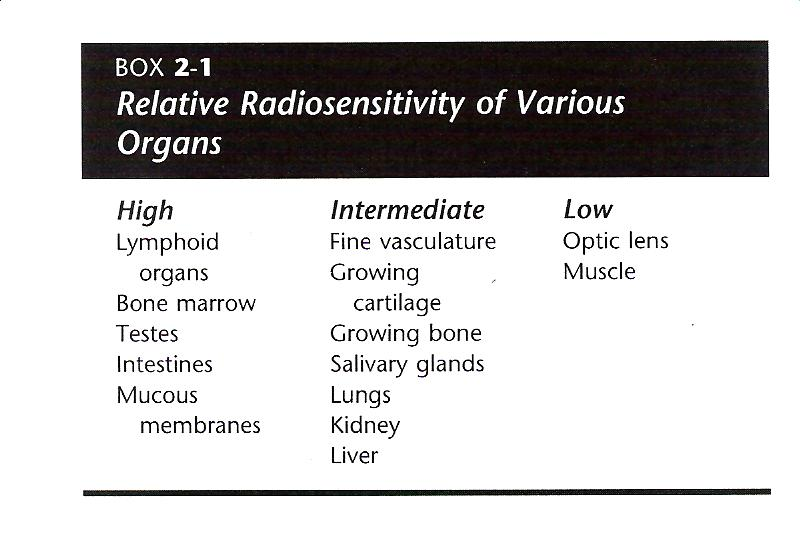 BOX 2-1
Relative Radiosensitivity of Various
Organs
High
Lymphoid
organs
Bone marrow
Testes
Intestines
Mucous
membranes
Intermediate
Fine vasculature
Growing
cartilage
Growing bone
Salivary glands
Lungs
Kidney
Liver
Low
Optic lens
Muscle